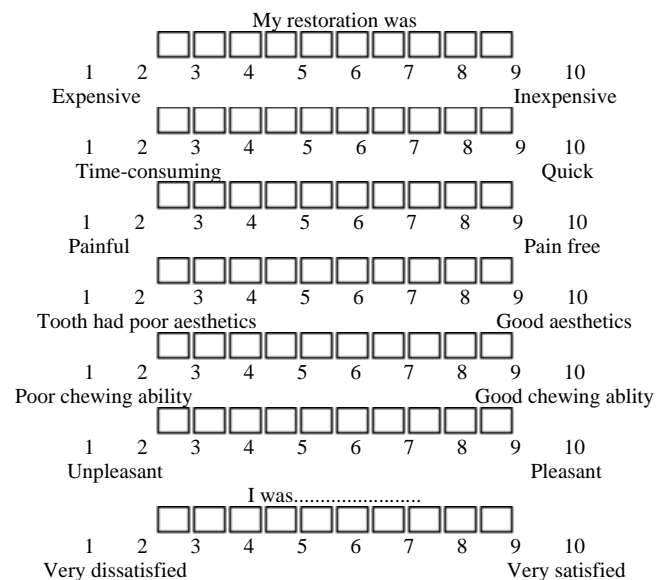 My restoration was
1 2 3 4 5 6 7 8 9 10
Expensive Inexpensive
1 2 3 4 5 6 7 8 9 10
Time-consuming Quick
1 2 3 4 5 6 7 8 9 10
Painful Pain free
1 2 3 4 5 6 7 8 9 10
Tooth had poor aesthetics Good aesthetics
1 2 3 4 5 6 7 8 9 10
Poor chewing ability Good chewing ablity
1 2 3 4 5 6 7 8 9 10
Unpleasant Pleasant
I was........................
1 2 3 4 5 6 7 8 9 10
Very dissatisfied Very satisfied